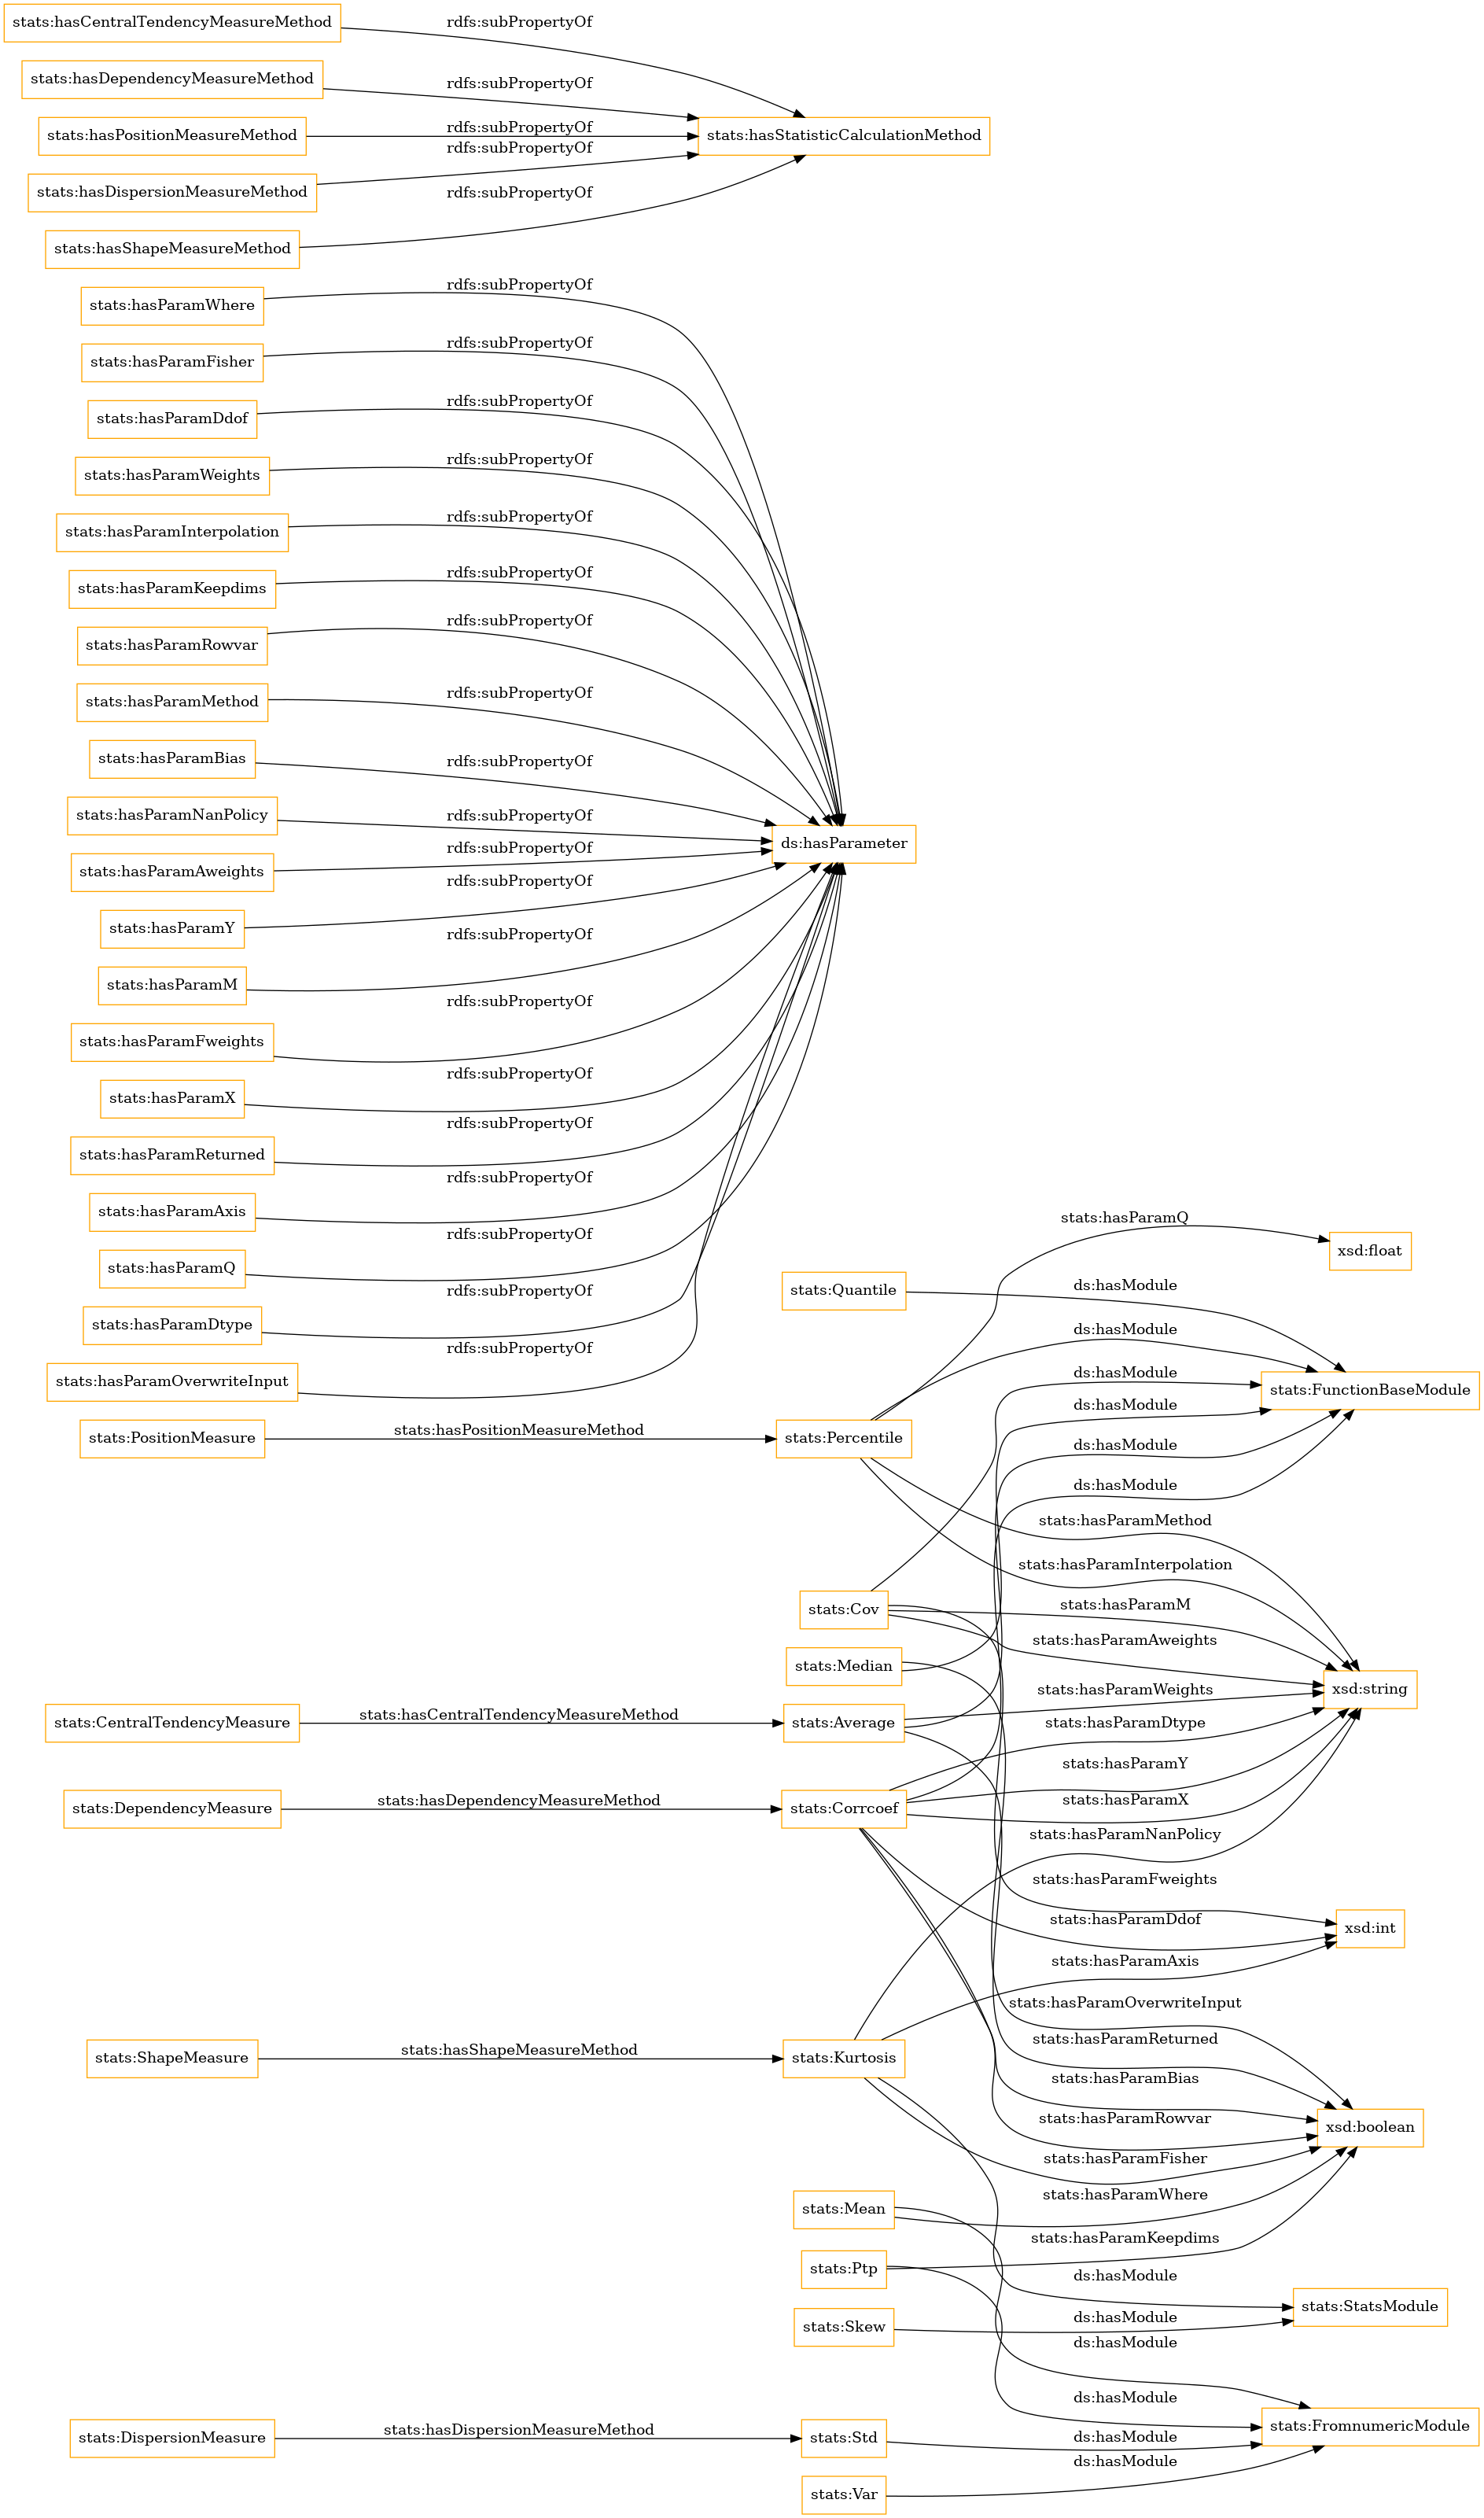 stats:hasCentralTendencyMeasureMethod
rdfs:subPropertyOf
stats:hasDependencyMeasureMethod
rdfs:subPropertyOf
stats:hasPositionMeasureMethod
rdfs:subPropertyOf
stats:hasStatisticCalculationMethod
rdfs:subPropertyOf
stats:hasDispersionMeasureMethod
rdfs:subPropertyOf
stats:hasShapeMeasureMethod
rdfs:subPropertyOf
stats:hasParamWhere
rdfs:subPropertyOf
stats:hasParamFisher
rdfs:subPropertyOf
stats:hasParamDdof
rdfs:subPropertyOf
stats:hasParamWeights
rdfs:subPropertyOf
stats:hasParamInterpolation
rdfs:subPropertyOf
stats:hasParamKeepdims
rdfs:subPropertyOf
stats:hasParamRowvar
rdfs:subPropertyOf
stats:hasParamMethod
rdfs:subPropertyOf
stats:hasParamBias
rdfs:subPropertyOf
stats:hasParamNanPolicy
rdfs:subPropertyOf
ds:hasParameter
rdfs:subPropertyOf
stats:hasParamAweights
rdfs:subPropertyOf
stats:hasParamY
rdfs:subPropertyOf
stats:hasParamM
rdfs:subPropertyOf
stats:hasParamFweights
rdfs:subPropertyOf
stats:hasParamX
rdfs:subPropertyOf
stats:hasParamReturned
rdfs:subPropertyOf
stats:hasParamAxis
rdfs:subPropertyOf
stats:hasParamQ
rdfs:subPropertyOf
stats:hasParamDtype
rdfs:subPropertyOf
stats:hasParamOverwriteInput
stats:hasParamQ
xsd:float
stats:Quantile
ds:hasModule
ds:hasModule
ds:hasModule
stats:FunctionBaseModule
ds:hasModule
stats:PositionMeasure
stats:hasPositionMeasureMethod
stats:Percentile
ds:hasModule
ds:hasModule
stats:hasParamMethod
stats:hasParamInterpolation
stats:Cov
stats:hasParamM
stats:hasParamAweights
stats:Median
xsd:string
stats:hasParamWeights
stats:CentralTendencyMeasure
stats:hasCentralTendencyMeasureMethod
stats:Average
stats:hasParamDtype
stats:hasParamY
stats:DependencyMeasure
stats:hasDependencyMeasureMethod
stats:Corrcoef
stats:hasParamX
stats:hasParamNanPolicy
stats:hasParamFweights
stats:hasParamDdof
xsd:int
stats:hasParamAxis
stats:hasParamOverwriteInput
stats:hasParamReturned
stats:ShapeMeasure
stats:hasShapeMeasureMethod
stats:Kurtosis
stats:hasParamBias
stats:hasParamRowvar
xsd:boolean
stats:hasParamFisher
stats:hasParamWhere
stats:Mean
stats:hasParamKeepdims
stats:Ptp
ds:hasModule
stats:StatsModule
stats:Skew
ds:hasModule
ds:hasModule
ds:hasModule
stats:FromnumericModule
stats:DispersionMeasure
stats:hasDispersionMeasureMethod
stats:Std
ds:hasModule
ds:hasModule
stats:Var